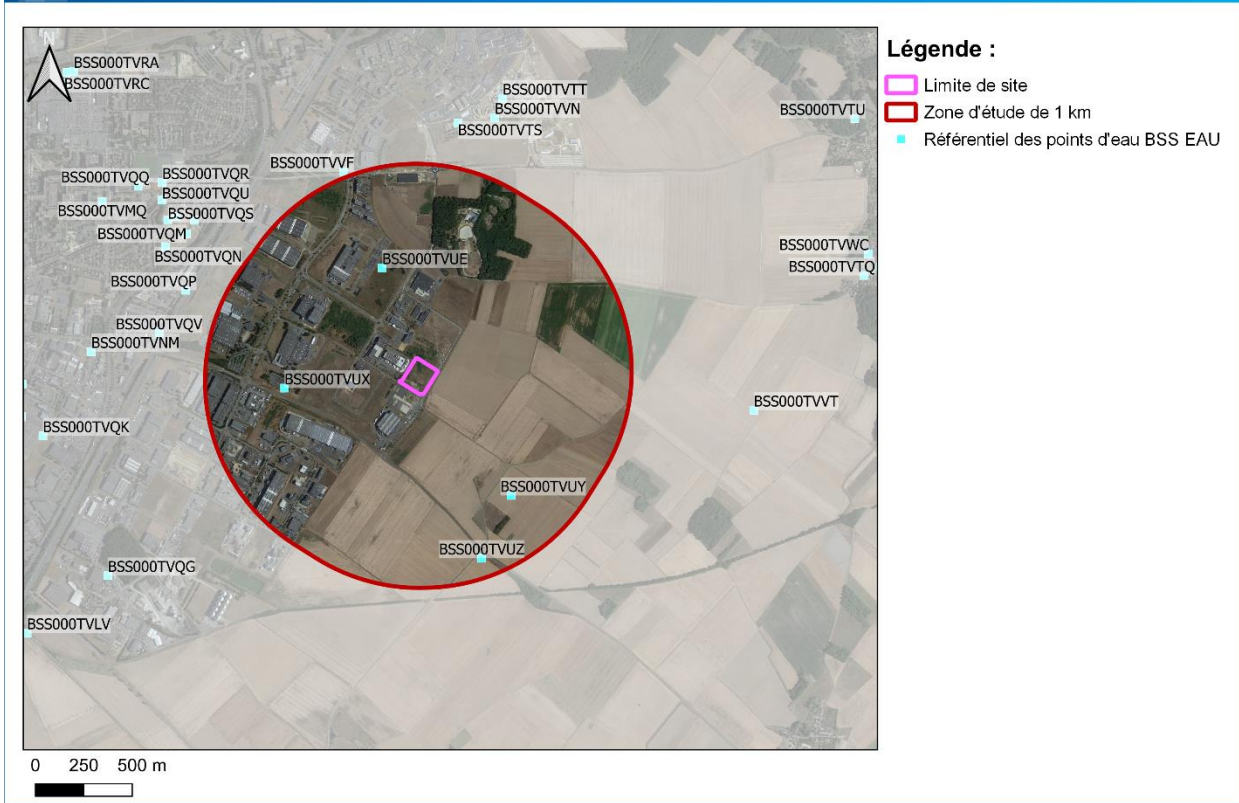 N
BSS000TVRA
BSS000TVRC
BSS000TVTT
BSS000TVVN
BSS000TVTS
BSS000TVTU
BSS000TVVF
BSS000TVQQ
BSS000TVQR
BSS000TVQU
BSS000TVMQ
BSS000TVQS
BSS000TVQM
BSS000TVQN
BSS000TVWC
BSS000TVTQ
BSS000TVUE
BSS000TVQP
BSS000TVQV
BSS000TVNM
BSS000TVUX
BSS000TVVT
BSS000TVQK
BSS000TVUY
BSS000TVUZ
BSS000TVQG
BSS000TVLV
Légende :
Limite de site
Zone d'étude de 1 km
Référentiel des points d'eau BSS EAU
0 250 500 m